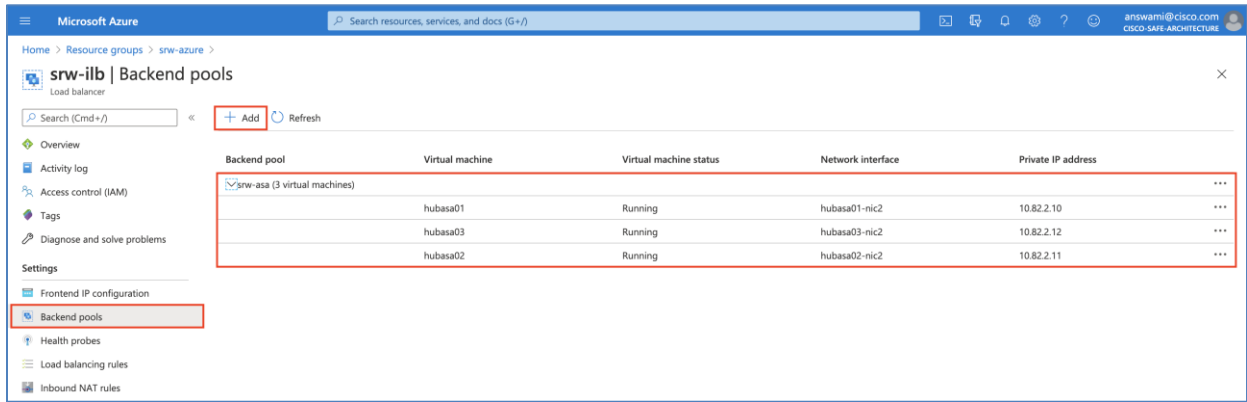 Microsoft Azure
Search resources, services, and docs (G+/)
answami@cisco.com
CISCO-SAFE-ARCHITECTURE
Home > Resource groups > srw-azure >
srw-ilb | Backend pools
Load balancer
Search (Cmd+/)
Add Refresh
Overview
Activity log
Access control (IAM)
Tags
Diagnose and solve problems
Settings
Frontend IP configuration
Backend pools
Health probes
Load balancing rules
Inbound NAT rules
Backend pool Virtual machine Virtual machine status Network interface Private IP address
srw-asa (3 virtual machines)
hubasa01 Running hubasa01-nic2 10.82.2.10
hubasa03 Running hubasa03-nic2 10.82.2.12
hubasa02 Running hubasa02-nic2 10.82.2.11